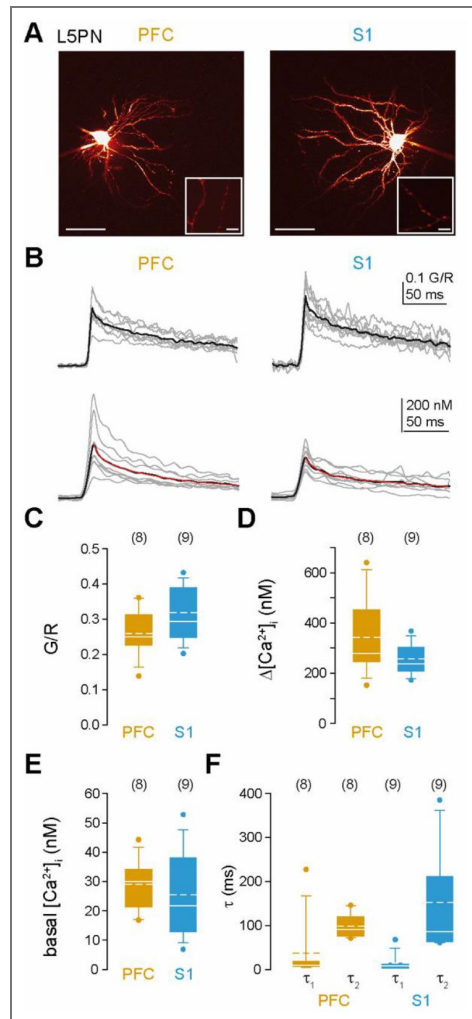 A L5PN PFC S1
B PFC S1
0.1 G/R
50 ms
200 nM
50 ms
C D
(8) (9)
G/R
0.5
0.4
0.3
0.2
0.1
0.0
PFC S1
(8) (9)
Δ[Ca²⁺]ᵢ (nM)
600
400
200
0
PFC S1
E F
(8) (9)
basal [Ca²⁺]ᵢ (nM)
60
50
40
30
20
10
0
PFC S1
(8) (8) (9) (9)
τ (ms)
400
300
200
100
0
τ₁ τ₂ τ₁ τ₂
PFC S1